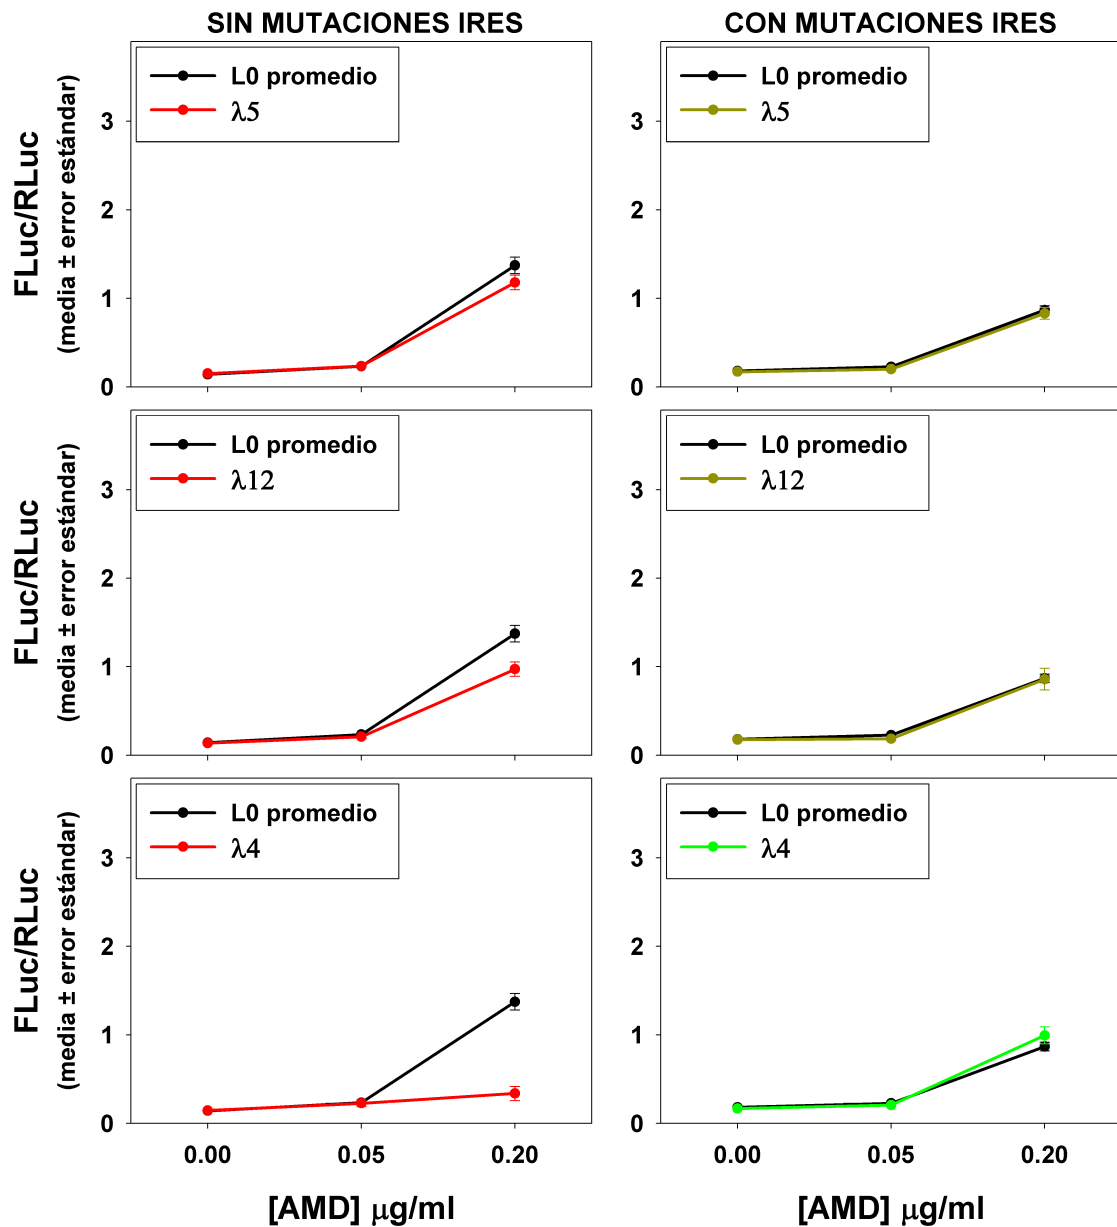 SIN MUTACIONES IRES
CON MUTACIONES IRES
FLuc/RLuc
(media ± error estándar)
3
2
1
0
L0 promedio
λ5
3
2
1
0
L0 promedio
λ5
FLuc/RLuc
(media ± error estándar)
3
2
1
0
L0 promedio
λ12
3
2
1
0
L0 promedio
λ12
FLuc/RLuc
(media ± error estándar)
3
2
1
0
L0 promedio
λ4
3
2
1
0
L0 promedio
λ4
0.00 0.05 0.20
0.00 0.05 0.20
[AMD] μg/ml
[AMD] μg/ml